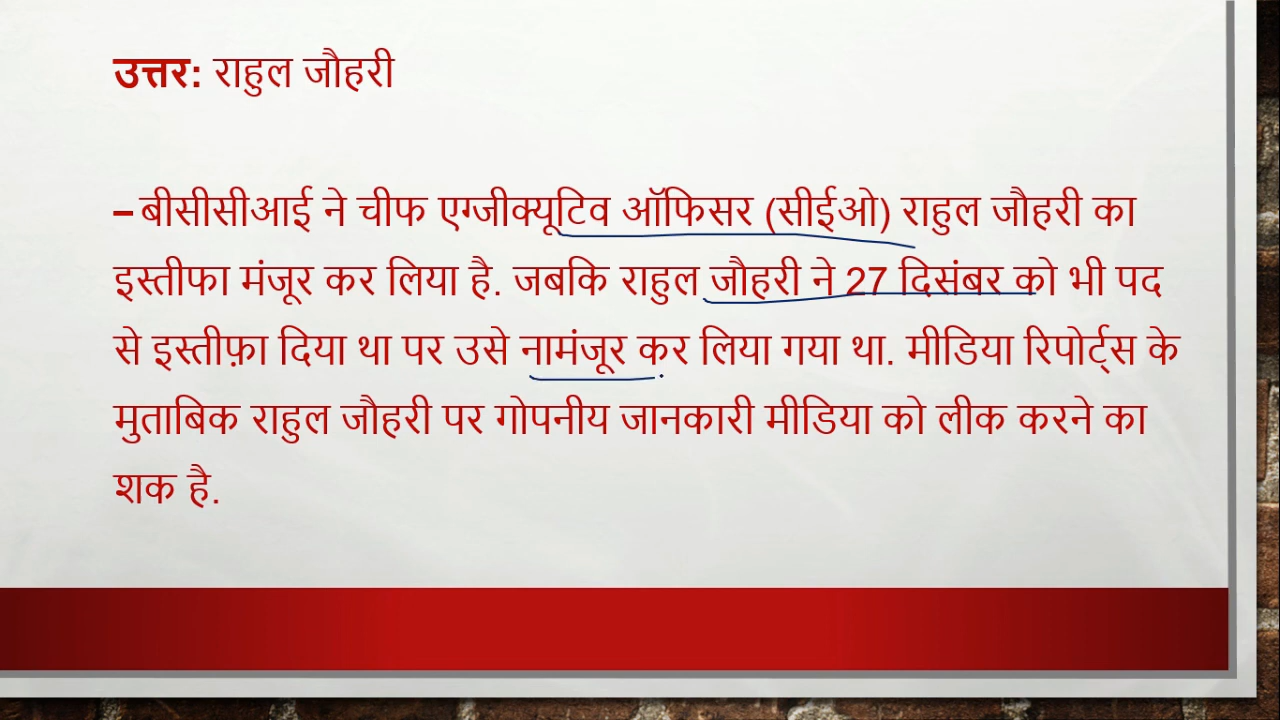 उत्तर: राहुल जौहरी
– बीसीसीआई ने चीफ एग्जीक्यूटिव ऑफिसर (सीईओ) राहुल जौहरी का
इस्तीफा मंजूर कर लिया है. जबकि राहुल जौहरी ने 27 दिसंबर को भी पद
से इस्तीफ़ा दिया था पर उसे नामंजूर कर लिया गया था. मीडिया रिपोर्ट्स के
मुताबिक राहुल जौहरी पर गोपनीय जानकारी मीडिया को लीक करने का
शक है.